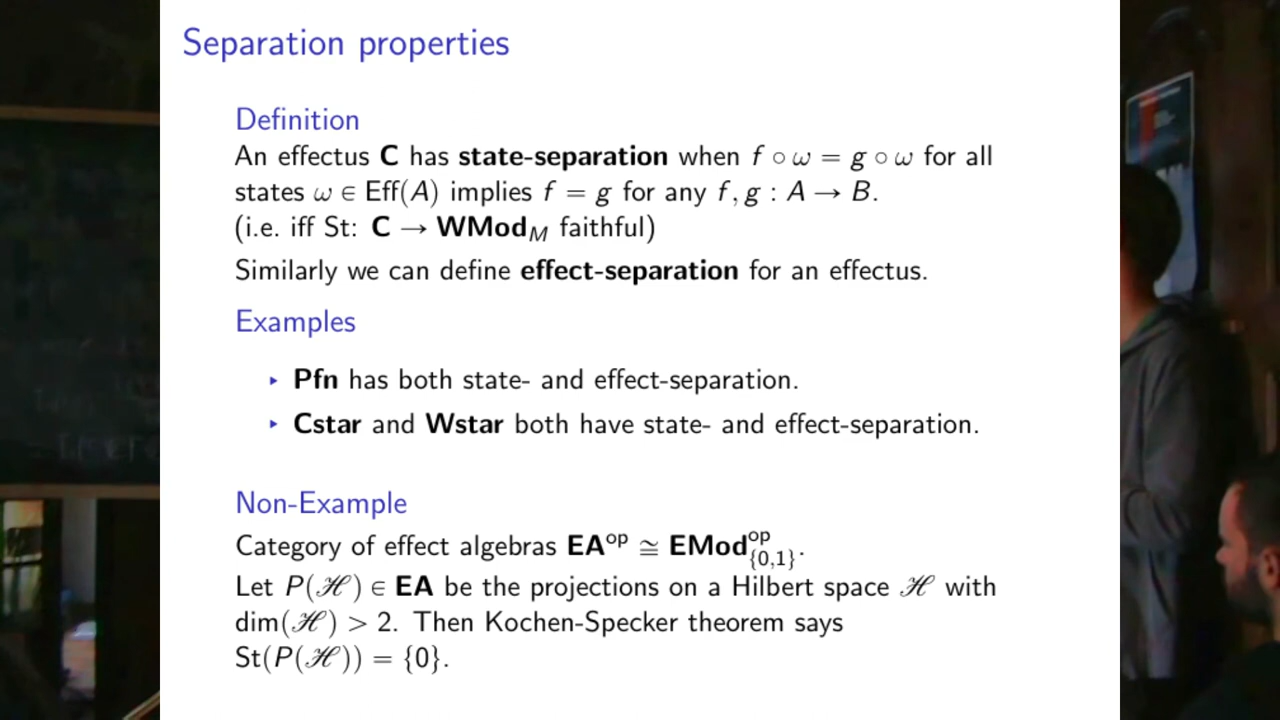 Separation properties
Definition
An effectus C has state-separation when f ∘ ω = g ∘ ω for all
states ω ∈ Eff(A) implies f = g for any f, g : A → B.
(i.e. iff St: C → WMod_M faithful)
Similarly we can define effect-separation for an effectus.
Examples
▸ Pfn has both state- and effect-separation.
▸ Cstar and Wstar both have state- and effect-separation.
Non-Example
Category of effect algebras EA^op ≅ EMod^op_{0,1}.
Let P(ℋ) ∈ EA be the projections on a Hilbert space ℋ with
dim(ℋ) > 2. Then Kochen-Specker theorem says
St(P(ℋ)) = {0}.